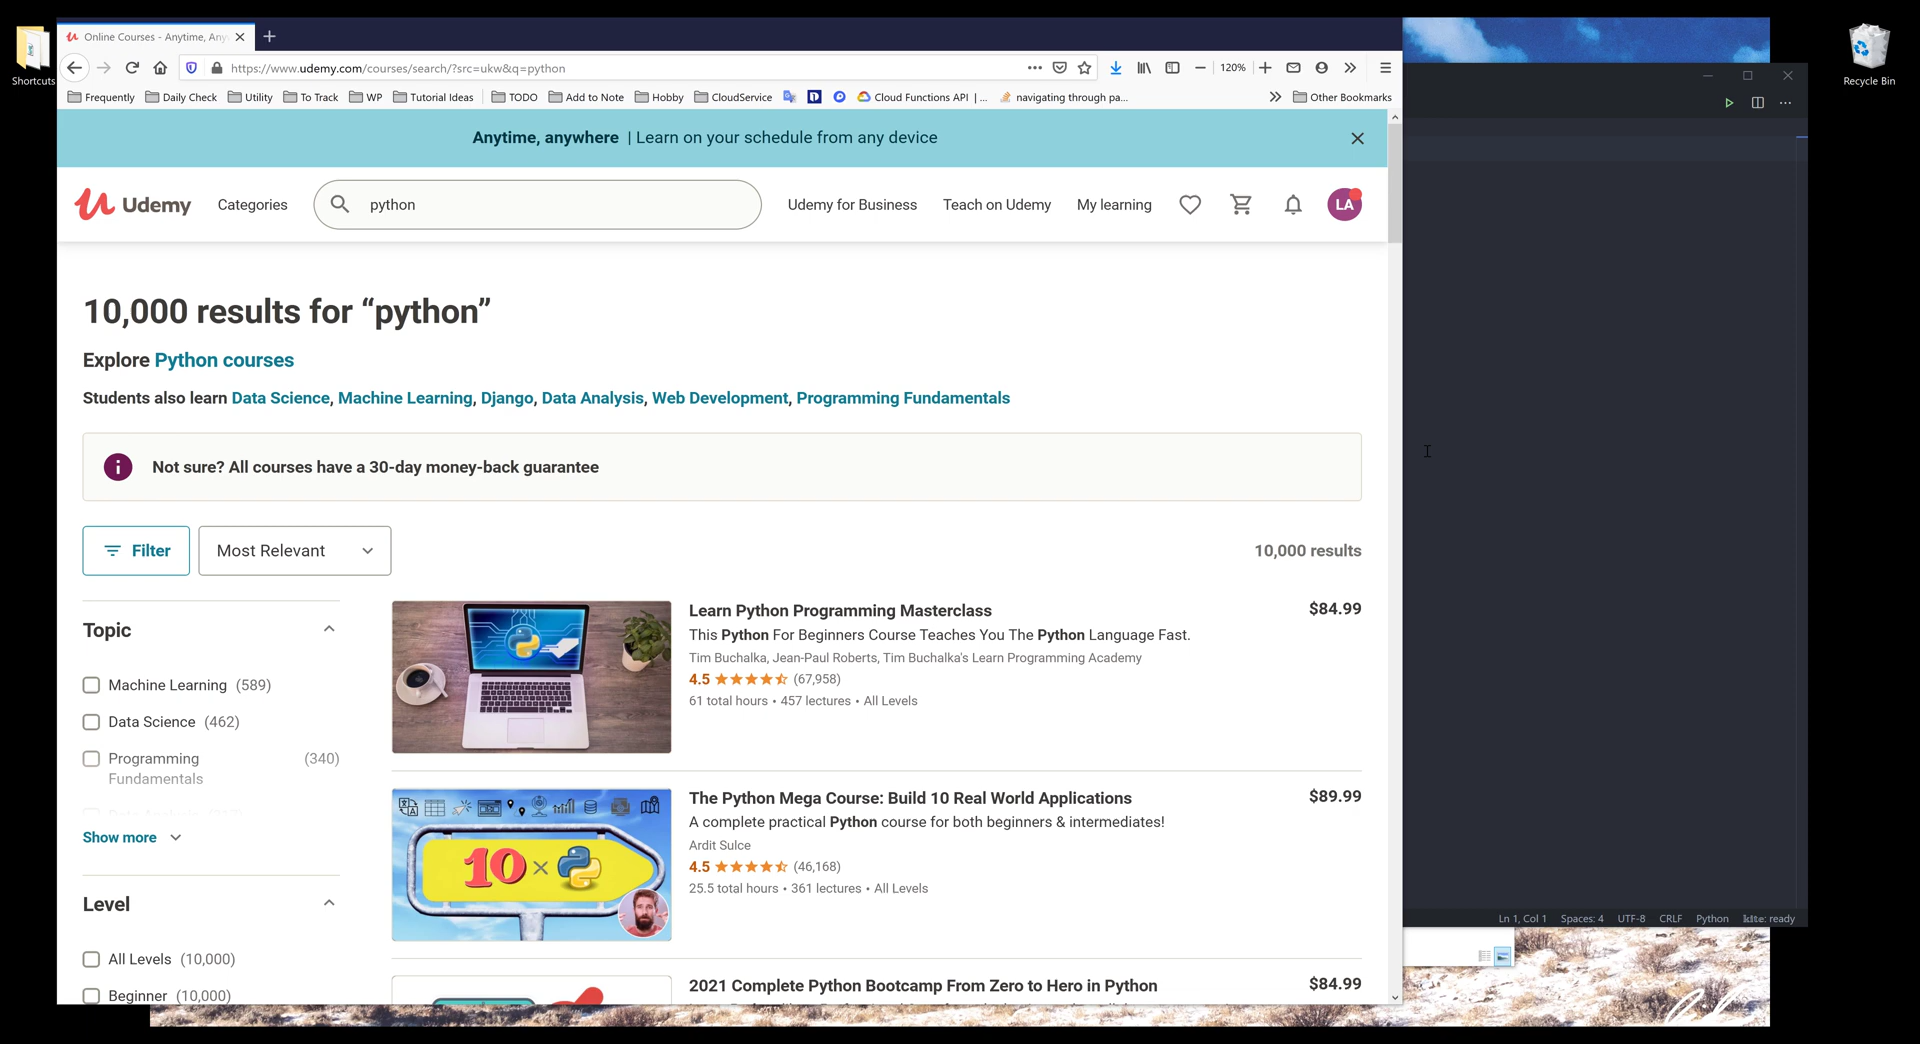 Shortcuts
Recycle Bin
Online Courses - Anytime, Any
https://www.udemy.com/courses/search/?src=ukw&q=python
120%
Frequently
Daily Check
Utility
To Track
WP
Tutorial Ideas
TODO
Add to Note
Hobby
CloudService
Cloud Functions API | ...
navigating through pa...
Other Bookmarks
Anytime, anywhere | Learn on your schedule from any device
Udemy
Categories
python
Udemy for Business
Teach on Udemy
My learning
LA
10,000 results for “python”
Explore Python courses
Students also learn Data Science, Machine Learning, Django, Data Analysis, Web Development, Programming Fundamentals
Not sure? All courses have a 30-day money-back guarantee
Filter
Most Relevant
10,000 results
Topic
Machine Learning (589)
Data Science (462)
Programming (340)
Fundamentals
Show more
Level
All Levels (10,000)
Beginner (10,000)
Learn Python Programming Masterclass
$84.99
This Python For Beginners Course Teaches You The Python Language Fast.
Tim Buchalka, Jean-Paul Roberts, Tim Buchalka's Learn Programming Academy
4.5 (67,958)
61 total hours • 457 lectures • All Levels
10 ×
The Python Mega Course: Build 10 Real World Applications
$89.99
A complete practical Python course for both beginners & intermediates!
Ardit Sulce
4.5 (46,168)
25.5 total hours • 361 lectures • All Levels
2021 Complete Python Bootcamp From Zero to Hero in Python
$84.99
Ln 1, Col 1
Spaces: 4
UTF-8
CRLF
Python
kite: ready